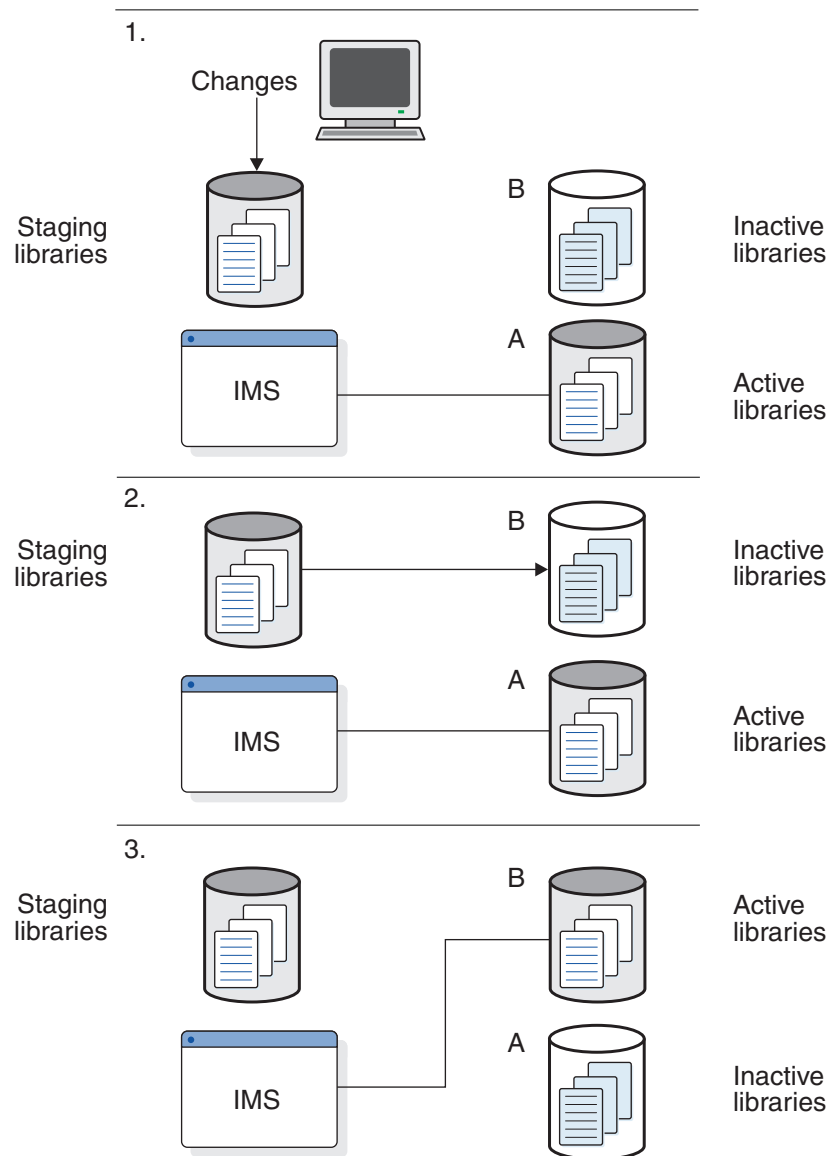 1.
Changes
Staging
libraries
B
Inactive
libraries
IMS
A
Active
libraries
2.
Staging
libraries
B
Inactive
libraries
IMS
A
Active
libraries
3.
Staging
libraries
B
Active
libraries
IMS
A
Inactive
libraries